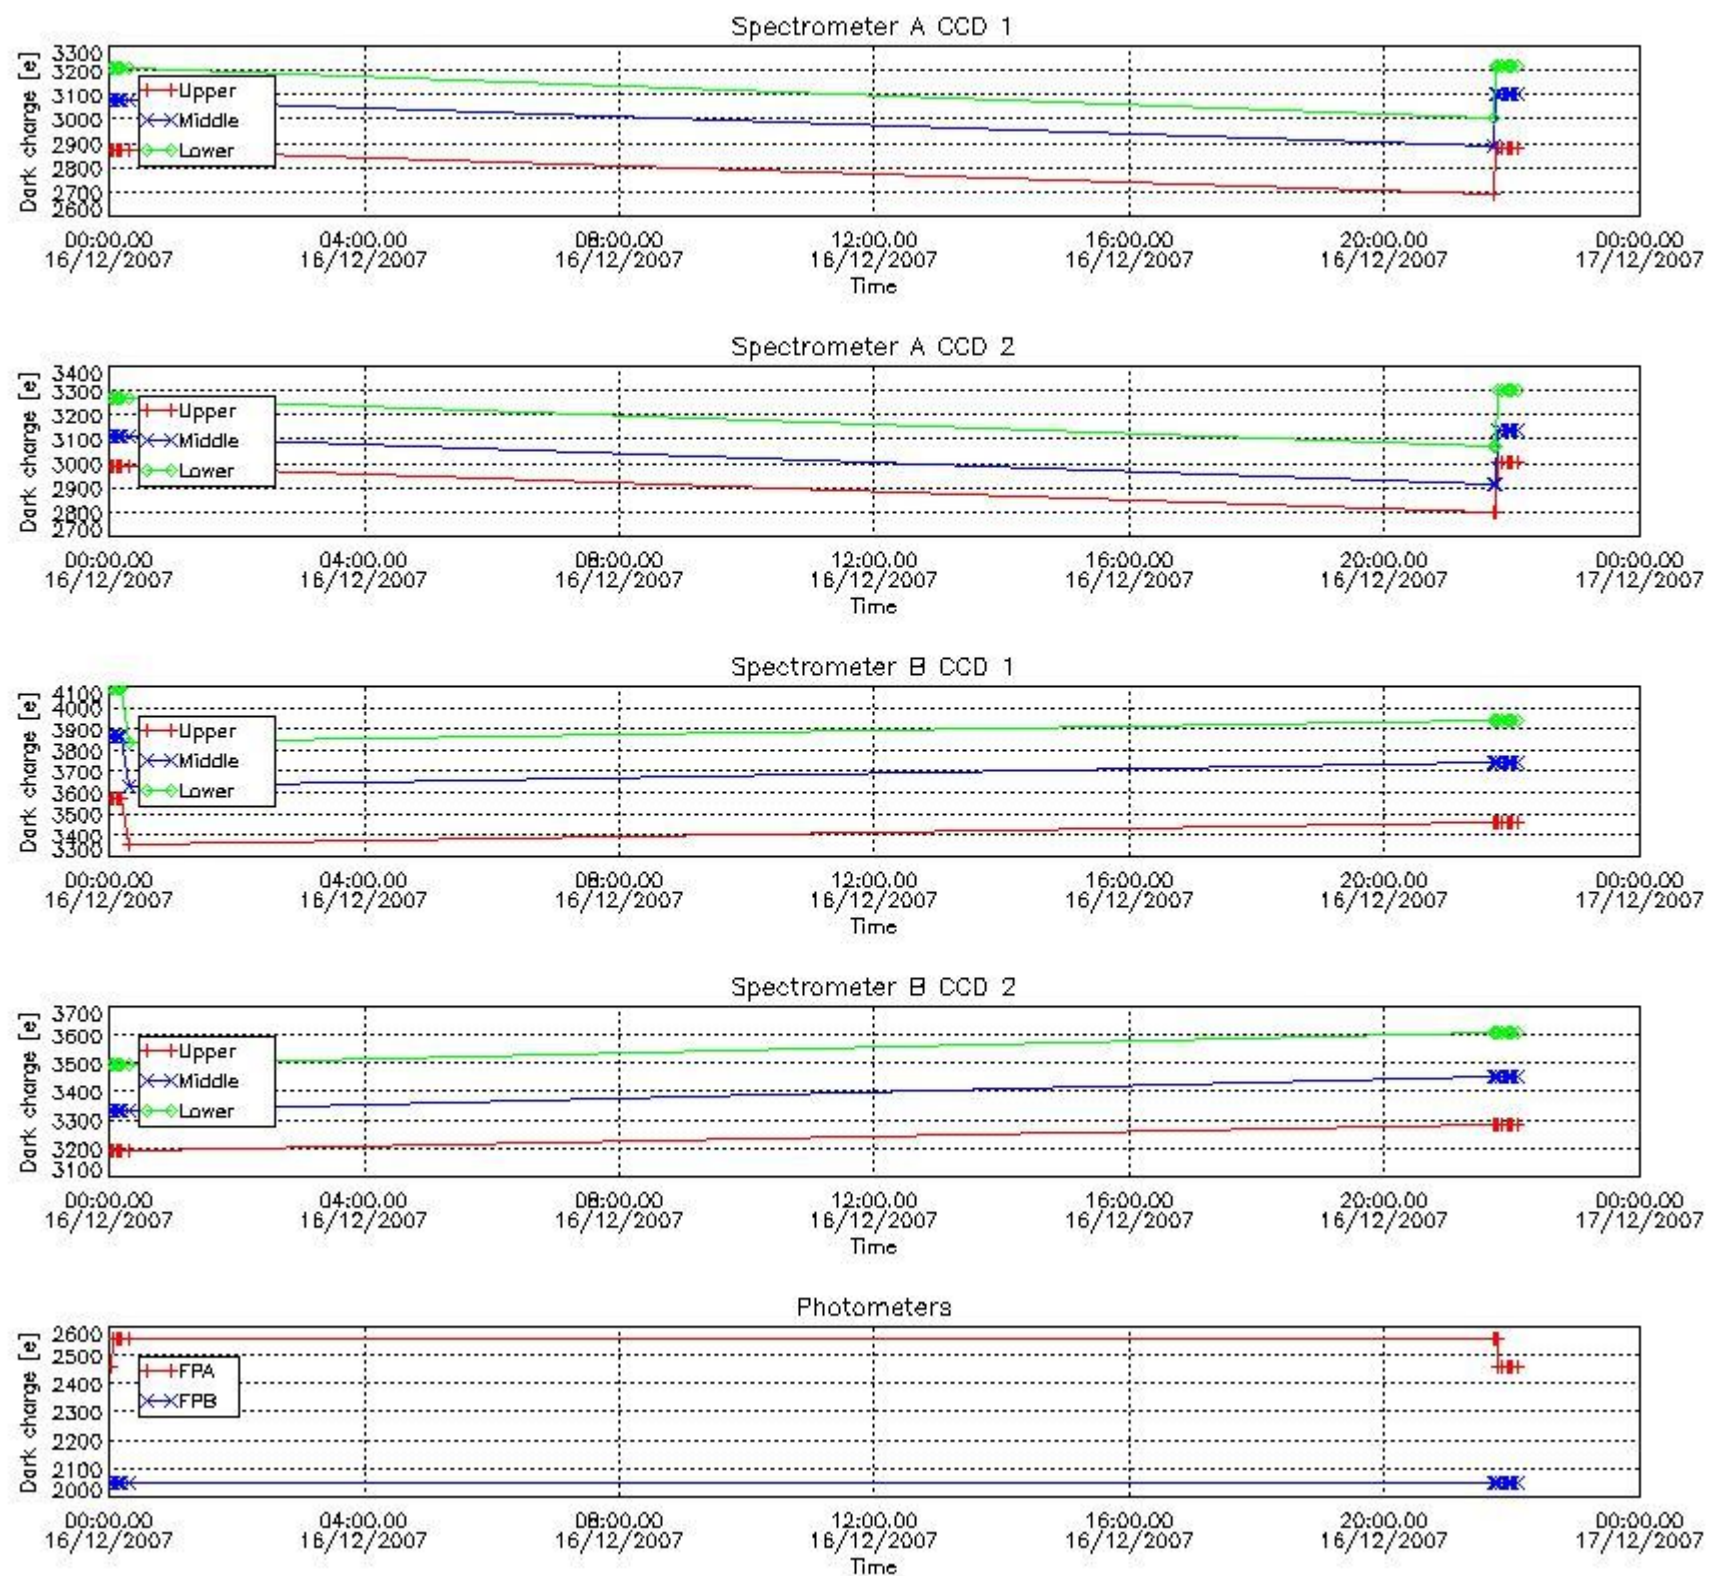 Spectrometer A CCD 1
Dark charge [e]
3300
3200
3100
3000
2900
2800
2700
2600
Upper
Middle
Lower
00:00.00 04:00.00 08:00.00 12:00.00 16:00.00 20:00.00 00:00.00
16/12/2007 16/12/2007 16/12/2007 16/12/2007 16/12/2007 16/12/2007 17/12/2007
Time
Spectrometer A CCD 2
Dark charge [e]
3400
3300
3200
3100
3000
2900
2800
2700
Upper
Middle
Lower
00:00.00 04:00.00 08:00.00 12:00.00 16:00.00 20:00.00 00:00.00
16/12/2007 16/12/2007 16/12/2007 16/12/2007 16/12/2007 16/12/2007 17/12/2007
Time
Spectrometer B CCD 1
Dark charge [e]
4100
4000
3900
3800
3700
3600
3500
3400
3300
Upper
Middle
Lower
00:00.00 04:00.00 08:00.00 12:00.00 16:00.00 20:00.00 00:00.00
16/12/2007 16/12/2007 16/12/2007 16/12/2007 16/12/2007 16/12/2007 17/12/2007
Time
Spectrometer B CCD 2
Dark charge [e]
3700
3600
3500
3400
3300
3200
3100
Upper
Middle
Lower
00:00.00 04:00.00 08:00.00 12:00.00 16:00.00 20:00.00 00:00.00
16/12/2007 16/12/2007 16/12/2007 16/12/2007 16/12/2007 16/12/2007 17/12/2007
Time
Photometers
Dark charge [e]
2600
2500
2400
2300
2200
2100
2000
FPA
FPB
00:00.00 04:00.00 08:00.00 12:00.00 16:00.00 20:00.00 00:00.00
16/12/2007 16/12/2007 16/12/2007 16/12/2007 16/12/2007 16/12/2007 17/12/2007
Time